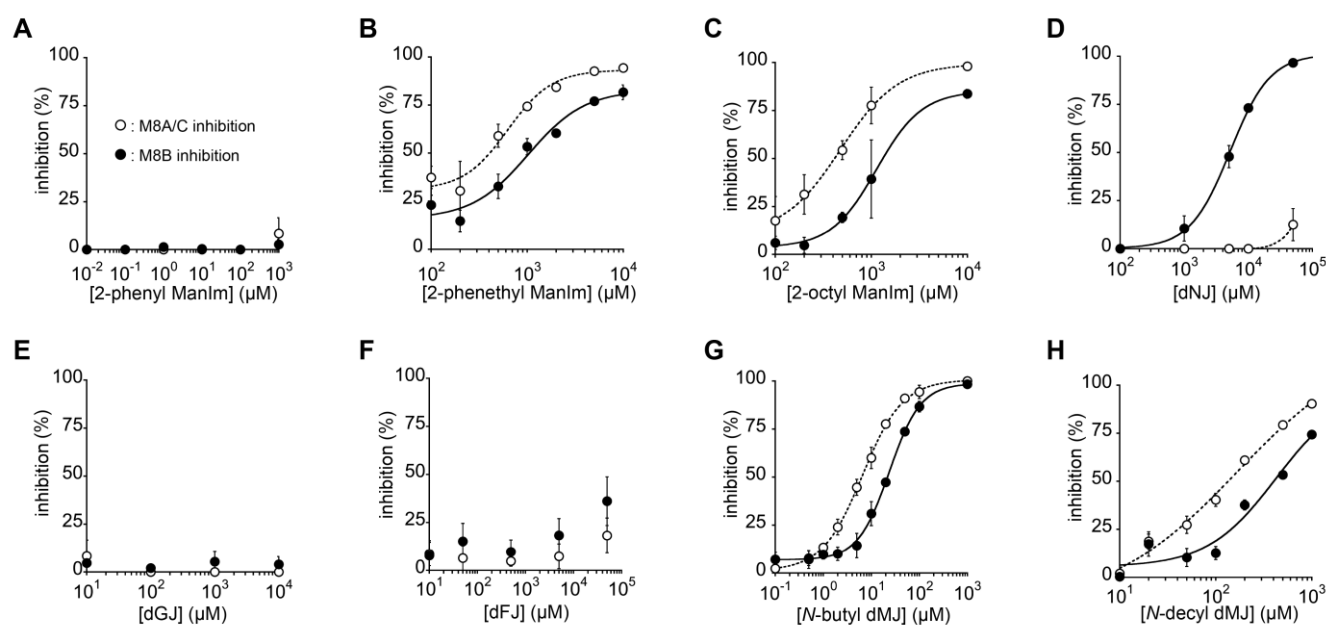 A
inhibition (%)
100
75
50
25
0
○ : M8A/C inhibition
● : M8B inhibition
10⁻² 10⁻¹ 10⁰ 10¹ 10² 10³
[2-phenyl ManIm] (µM)
B
inhibition (%)
100
75
50
25
0
10² 10³ 10⁴
[2-phenethyl ManIm] (µM)
C
inhibition (%)
100
75
50
25
0
10² 10³ 10⁴
[2-octyl ManIm] (µM)
D
inhibition (%)
100
75
50
25
0
10² 10³ 10⁴ 10⁵
[dNJ] (µM)
E
inhibition (%)
100
75
50
25
0
10¹ 10² 10³ 10⁴
[dGJ] (µM)
F
inhibition (%)
100
75
50
25
0
10¹ 10² 10³ 10⁴ 10⁵
[dFJ] (µM)
G
inhibition (%)
100
75
50
25
0
10⁻¹ 10⁰ 10¹ 10² 10³
[N-butyl dMJ] (µM)
H
inhibition (%)
100
75
50
25
0
10¹ 10² 10³
[N-decyl dMJ] (µM)